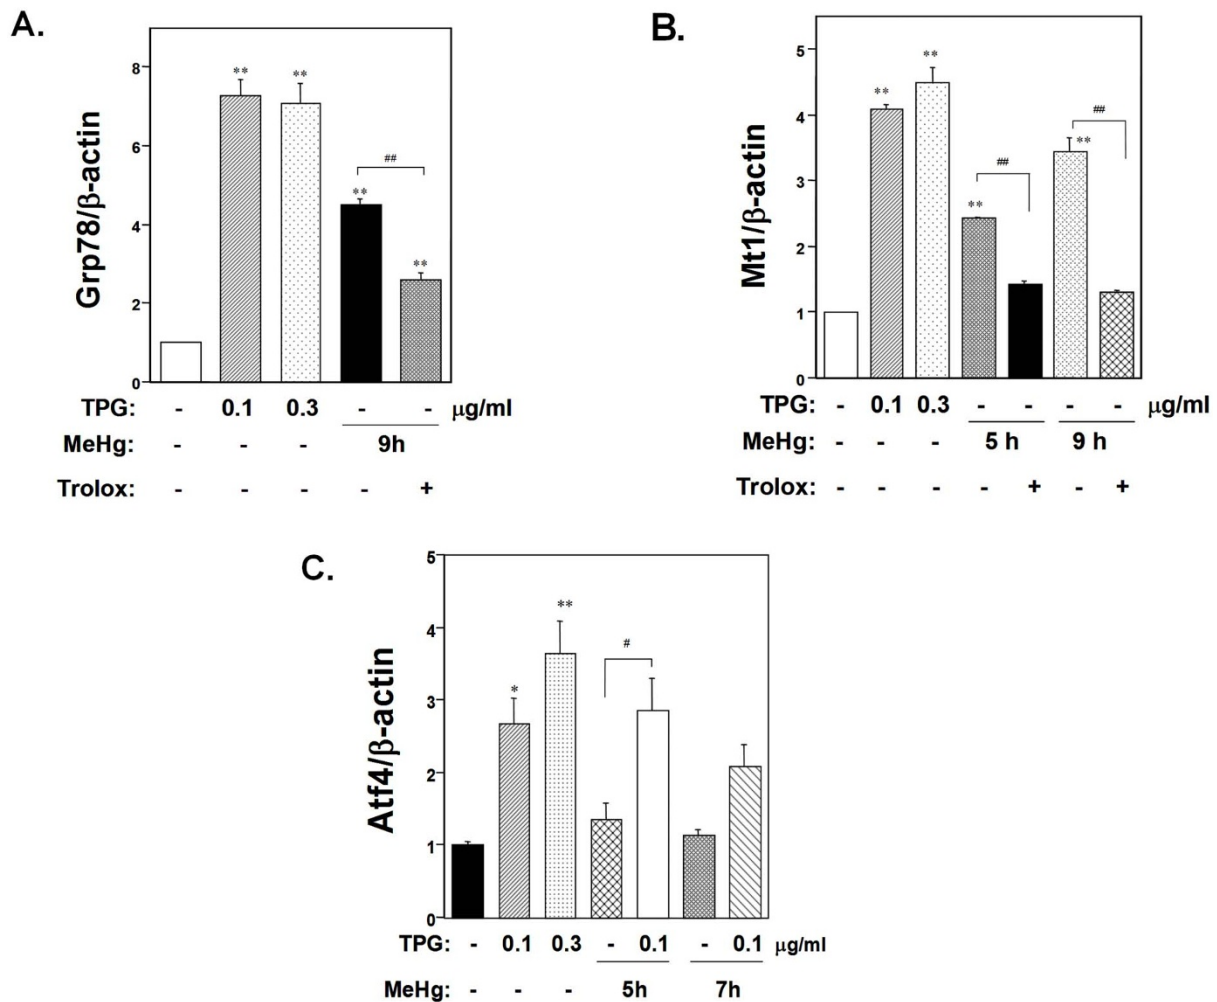 A.
Grp78/β-actin
8
6
4
2
0
**
**
**
##
**
TPG: - 0.1 0.3 - - μg/ml
MeHg: - - - 9h
Trolox: - - - - +
B.
Mt1/β-actin
5
4
3
2
1
0
**
**
**
##
**
##
TPG: - 0.1 0.3 - - - - μg/ml
MeHg: - - - 5 h 9 h
Trolox: - - - - + - +
C.
Atf4/β-actin
5
4
3
2
1
0
*
**
#
TPG: - 0.1 0.3 - 0.1 - 0.1 μg/ml
MeHg: - - - 5h 7h